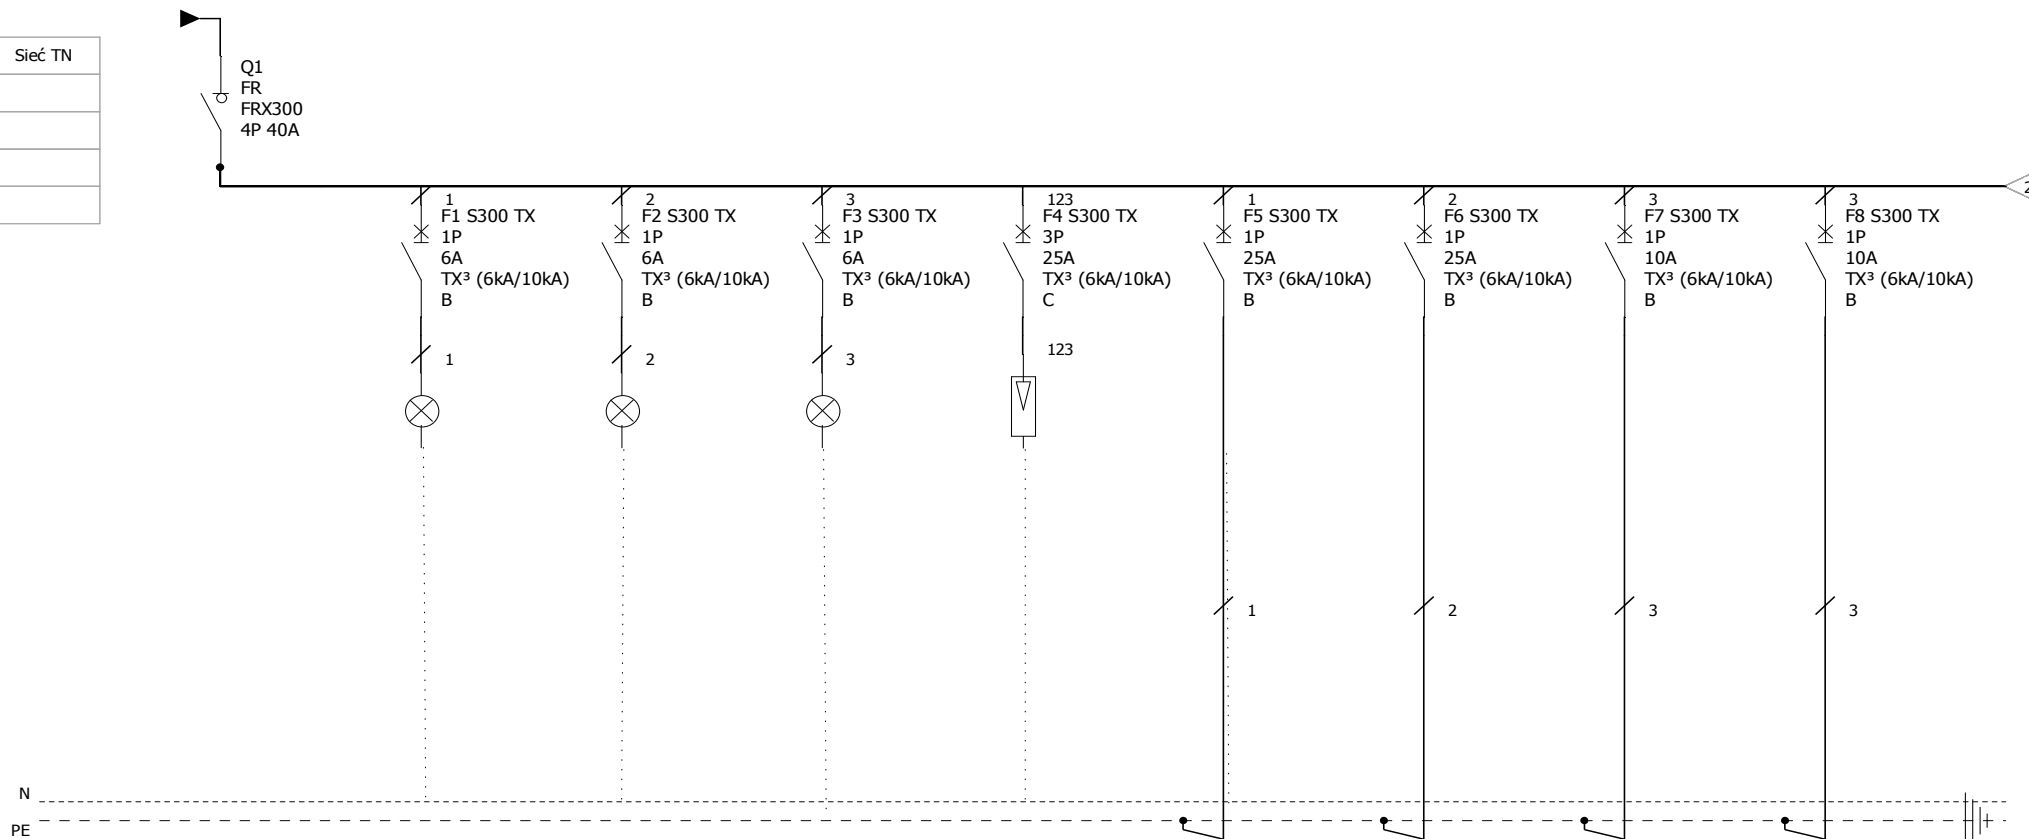 Sieć TN
Q1
FR
FRX300
4P 40A
1
F1 S300 TX
1P
6A
TX³ (6kA/10kA)
B
1
2
F2 S300 TX
1P
6A
TX³ (6kA/10kA)
B
2
3
F3 S300 TX
1P
6A
TX³ (6kA/10kA)
B
3
123
F4 S300 TX
3P
25A
TX³ (6kA/10kA)
C
123
1
F5 S300 TX
1P
25A
TX³ (6kA/10kA)
B
1
2
F6 S300 TX
1P
25A
TX³ (6kA/10kA)
B
2
3
F7 S300 TX
1P
10A
TX³ (6kA/10kA)
B
3
3
F8 S300 TX
1P
10A
TX³ (6kA/10kA)
B
3
2
N
PE